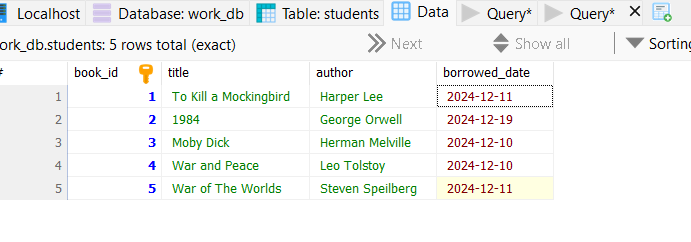 Localhost Database: work_db Table: students Data Query* Query*
ork_db.students: 5 rows total (exact) Next Show all Sorting
# book_id title author borrowed_date
1 1 To Kill a Mockingbird Harper Lee 2024-12-11
2 2 1984 George Orwell 2024-12-19
3 3 Moby Dick Herman Melville 2024-12-10
4 4 War and Peace Leo Tolstoy 2024-12-10
5 5 War of The Worlds Steven Speilberg 2024-12-11